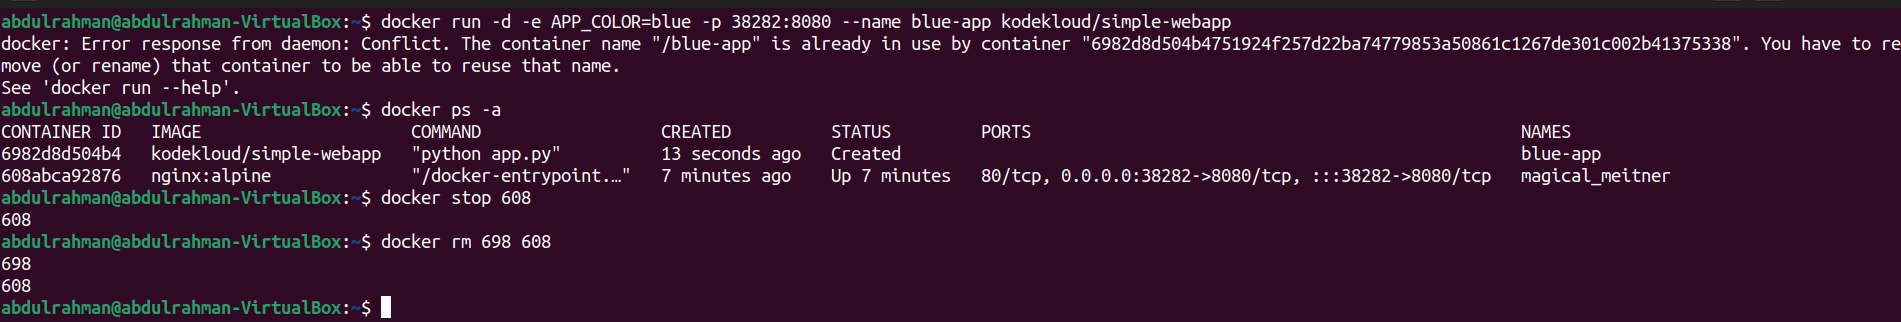 abdulrahman@abdulrahman-VirtualBox:~$ docker run -d -e APP_COLOR=blue -p 38282:8080 --name blue-app kodekloud/simple-webapp
docker: Error response from daemon: Conflict. The container name "/blue-app" is already in use by container "6982d8d504b4751924f257d22ba74779853a50861c1267de301c002b41375338". You have to re
move (or rename) that container to be able to reuse that name.
See 'docker run --help'.
abdulrahman@abdulrahman-VirtualBox:~$ docker ps -a
CONTAINER ID   IMAGE                     COMMAND                  CREATED          STATUS         PORTS                                                 NAMES
6982d8d504b4   kodekloud/simple-webapp   "python app.py"          13 seconds ago   Created                                                              blue-app
608abca92876   nginx:alpine              "/docker-entrypoint.…"   7 minutes ago    Up 7 minutes   80/tcp, 0.0.0.0:38282->8080/tcp, :::38282->8080/tcp   magical_meitner
abdulrahman@abdulrahman-VirtualBox:~$ docker stop 608
608
abdulrahman@abdulrahman-VirtualBox:~$ docker rm 698 608
698
608
abdulrahman@abdulrahman-VirtualBox:~$